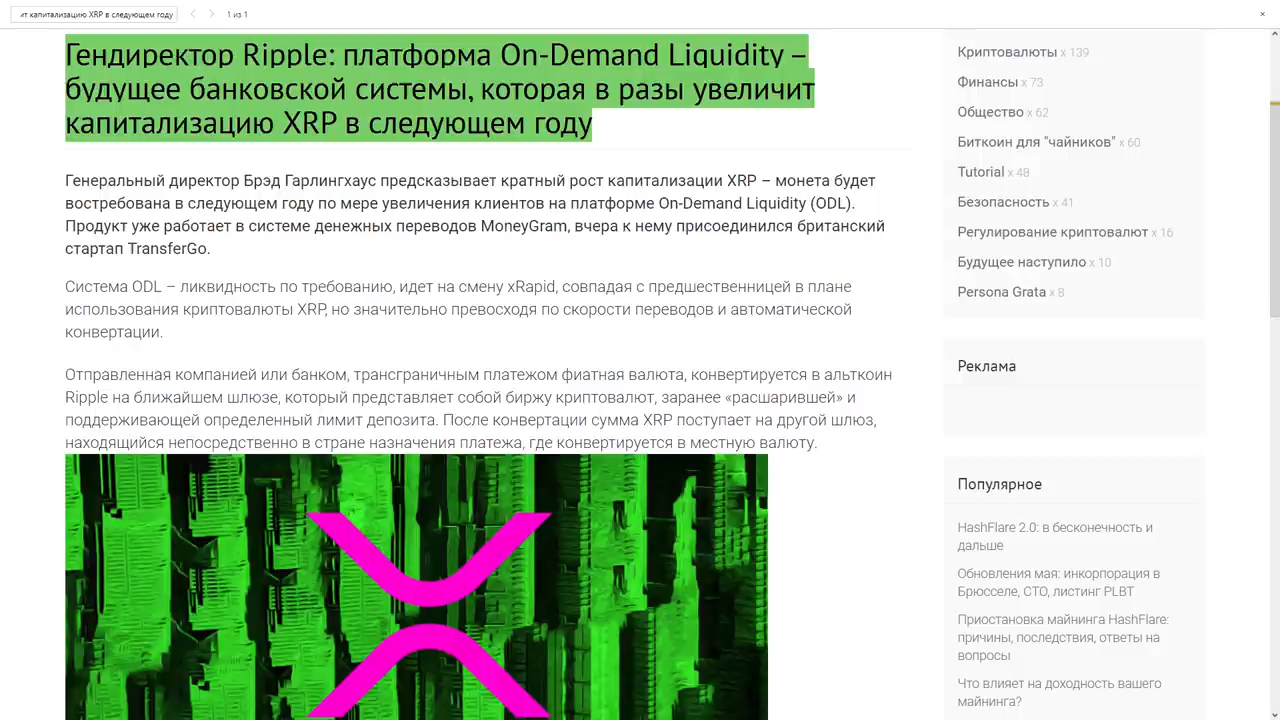 ит капитализацию XRP в следующем году
1 из 1
Гендиректор Ripple: платформа On-Demand Liquidity –
будущее банковской системы, которая в разы увеличит
капитализацию XRP в следующем году
Генеральный директор Брэд Гарлингхаус предсказывает кратный рост капитализации XRP – монета будет
востребована в следующем году по мере увеличения клиентов на платформе On-Demand Liquidity (ODL).
Продукт уже работает в системе денежных переводов MoneyGram, вчера к нему присоединился британский
стартап TransferGo.
Система ODL – ликвидность по требованию, идет на смену xRapid, совпадая с предшественницей в плане
использования криптовалюты XRP, но значительно превосходя по скорости переводов и автоматической
конвертации.
Отправленная компанией или банком, трансграничным платежом фиатная валюта, конвертируется в альткоин
Ripple на ближайшем шлюзе, который представляет собой биржу криптовалют, заранее «расшарившей» и
поддерживающей определенный лимит депозита. После конвертации сумма XRP поступает на другой шлюз,
находящийся непосредственно в стране назначения платежа, где конвертируется в местную валюту.
Криптовалюты x 139
Финансы x 73
Общество x 62
Биткоин для "чайников" x 60
Tutorial x 48
Безопасность x 41
Регулирование криптовалют x 16
Будущее наступило x 10
Persona Grata x 8
Реклама
Популярное
HashFlare 2.0: в бесконечность и
дальше
Обновления мая: инкорпорация в
Брюсселе, СТО, листинг PLBT
Приостановка майнинга HashFlare:
причины, последствия, ответы на
вопросы
Что влияет на доходность вашего
майнинга?